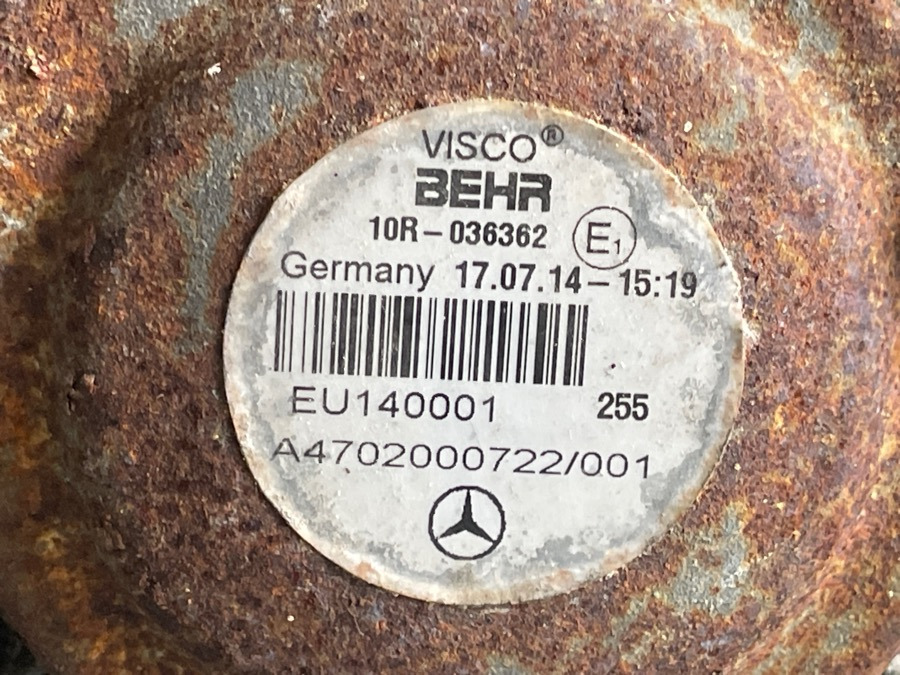 VISCO®
BEHR
10R-036362 E1
Germany 17.07.14-15:19
EU140001 255
A4702000722/001